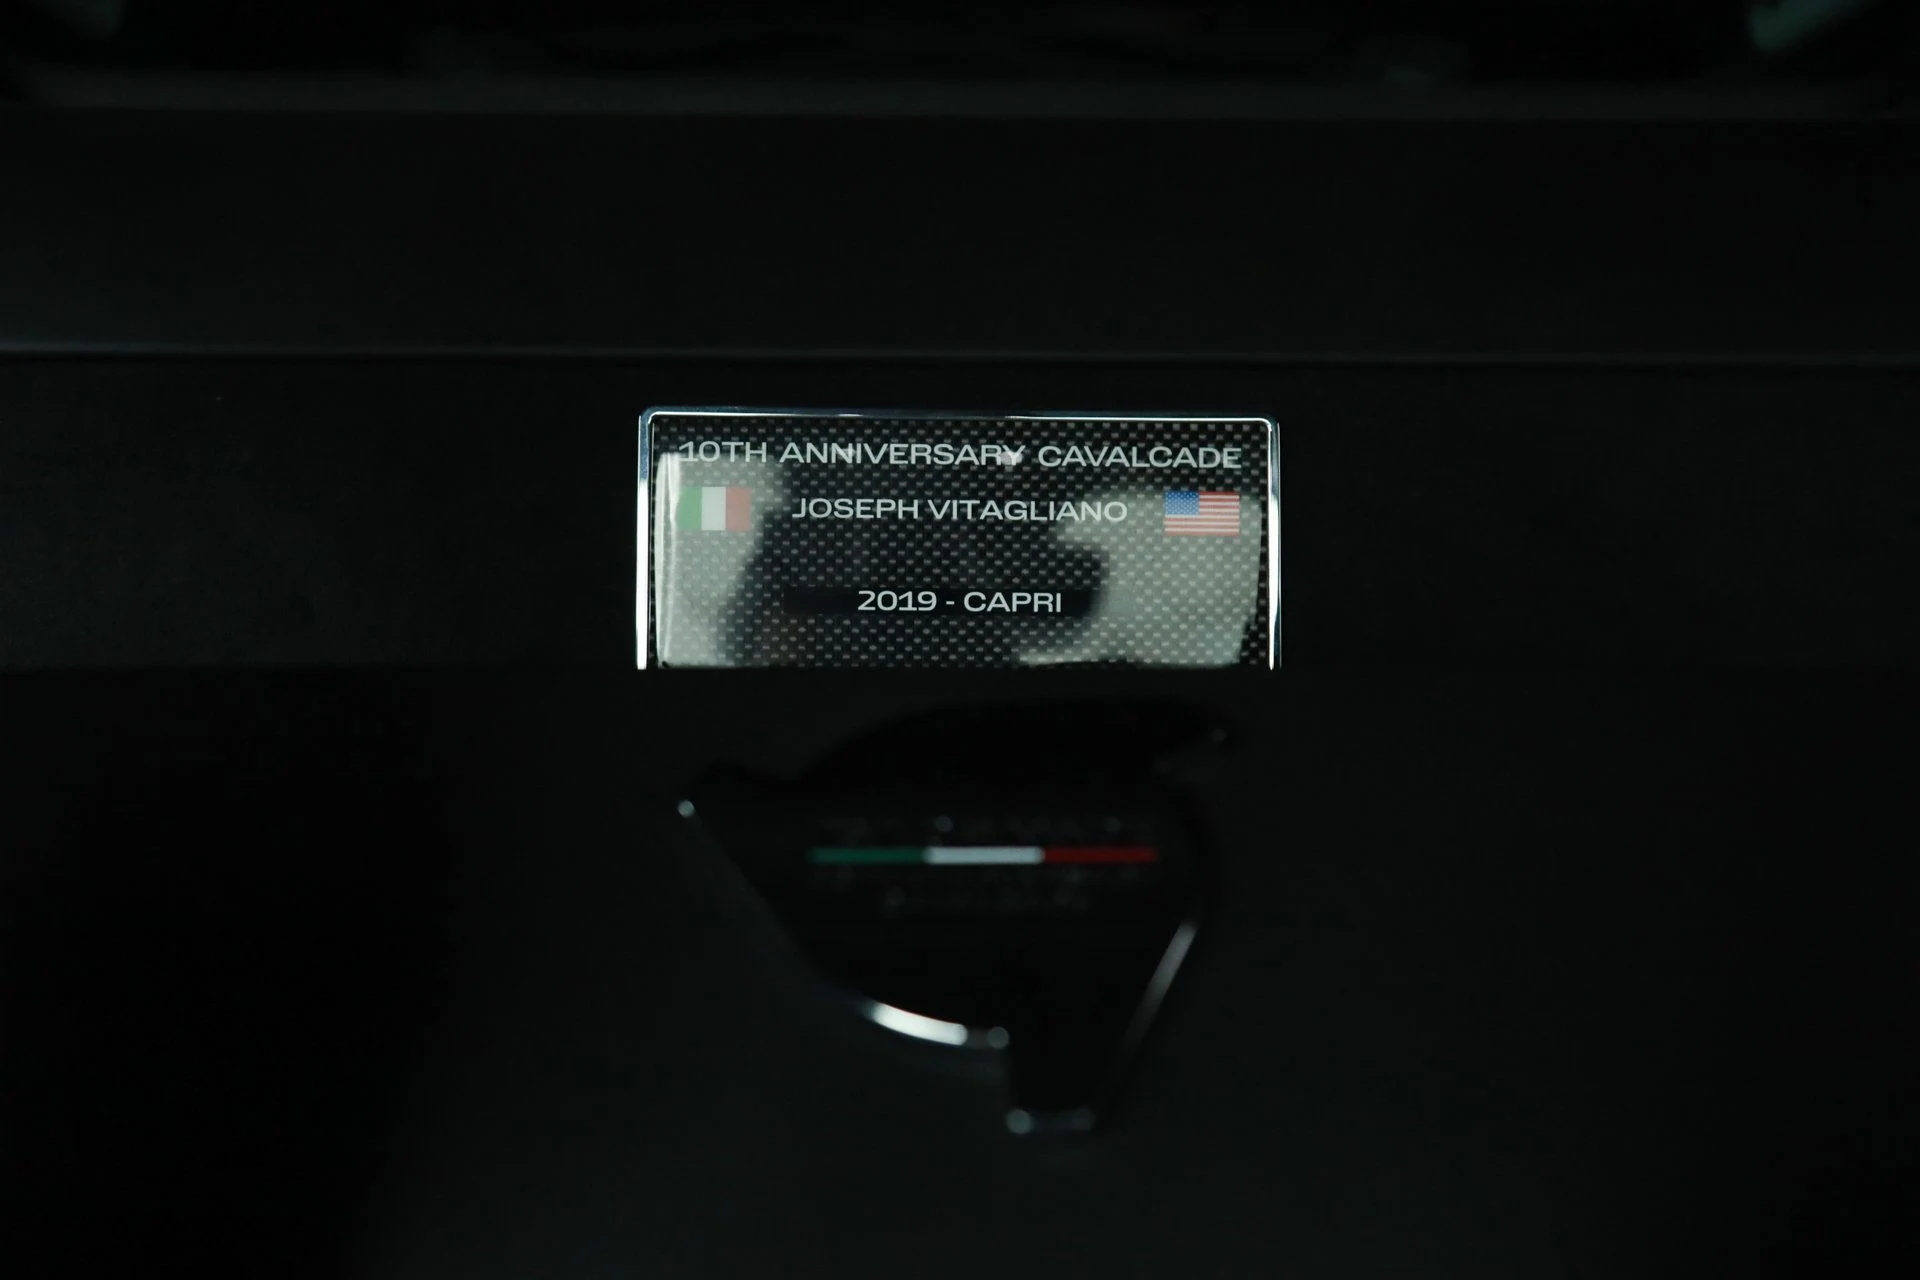 10TH ANNIVERSARY CAVALCADE
JOSEPH VITAGLIANO
2019 - CAPRI